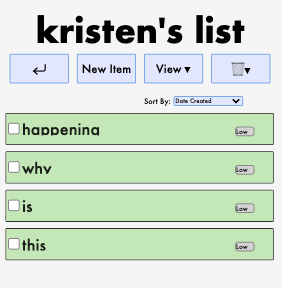 kristen's list
New Item View ▾ ▾
Sort By: Date Created
happening Low
why Low
is Low
this Low